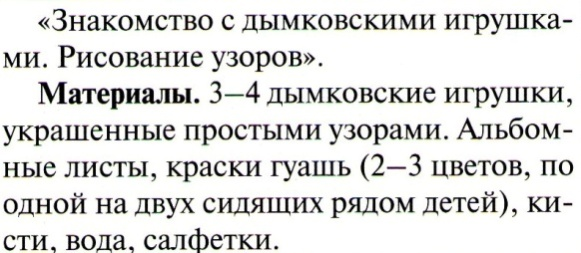 «Знакомство с дымковскими игрушка-
ми. Рисование узоров».
Материалы. 3–4 дымковские игрушки,
украшенные простыми узорами. Альбом-
ные листы, краски гуашь (2–3 цветов, по
одной на двух сидящих рядом детей), ки-
сти, вода, салфетки.